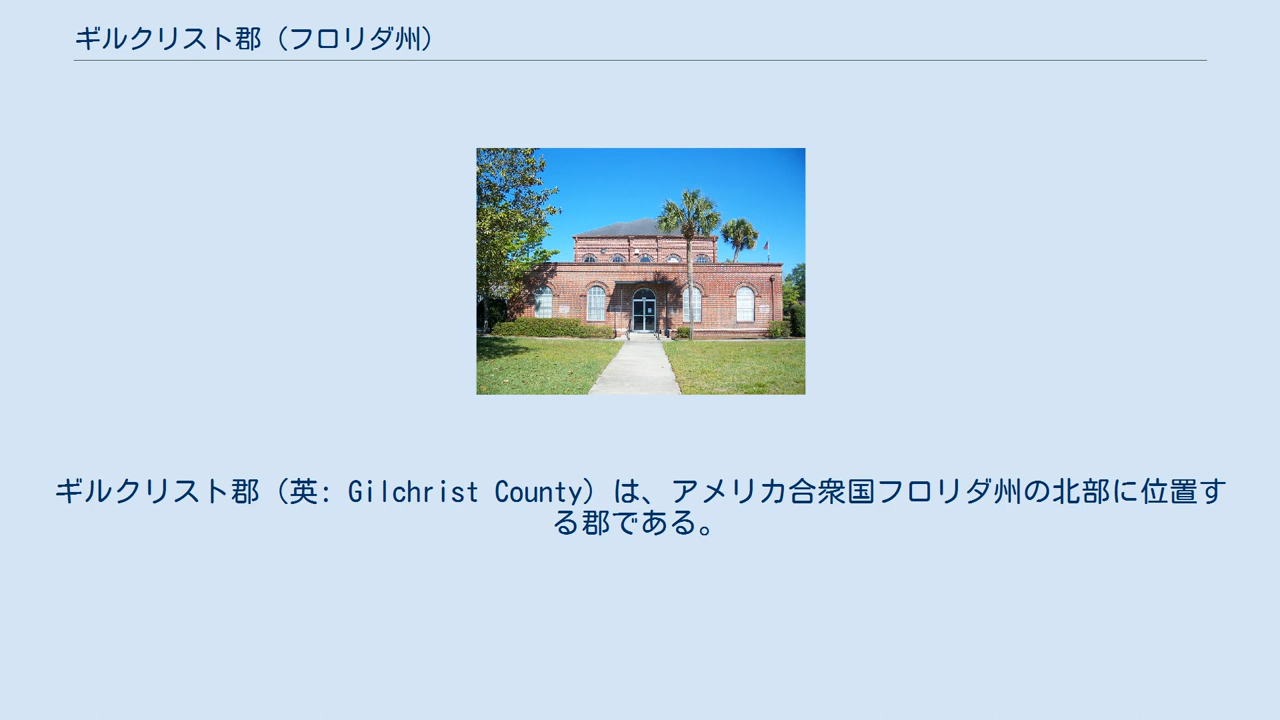 ギルクリスト郡（フロリダ州）
ギルクリスト郡（英: Gilchrist County）は、アメリカ合衆国フロリダ州の北部に位置す
る郡である。